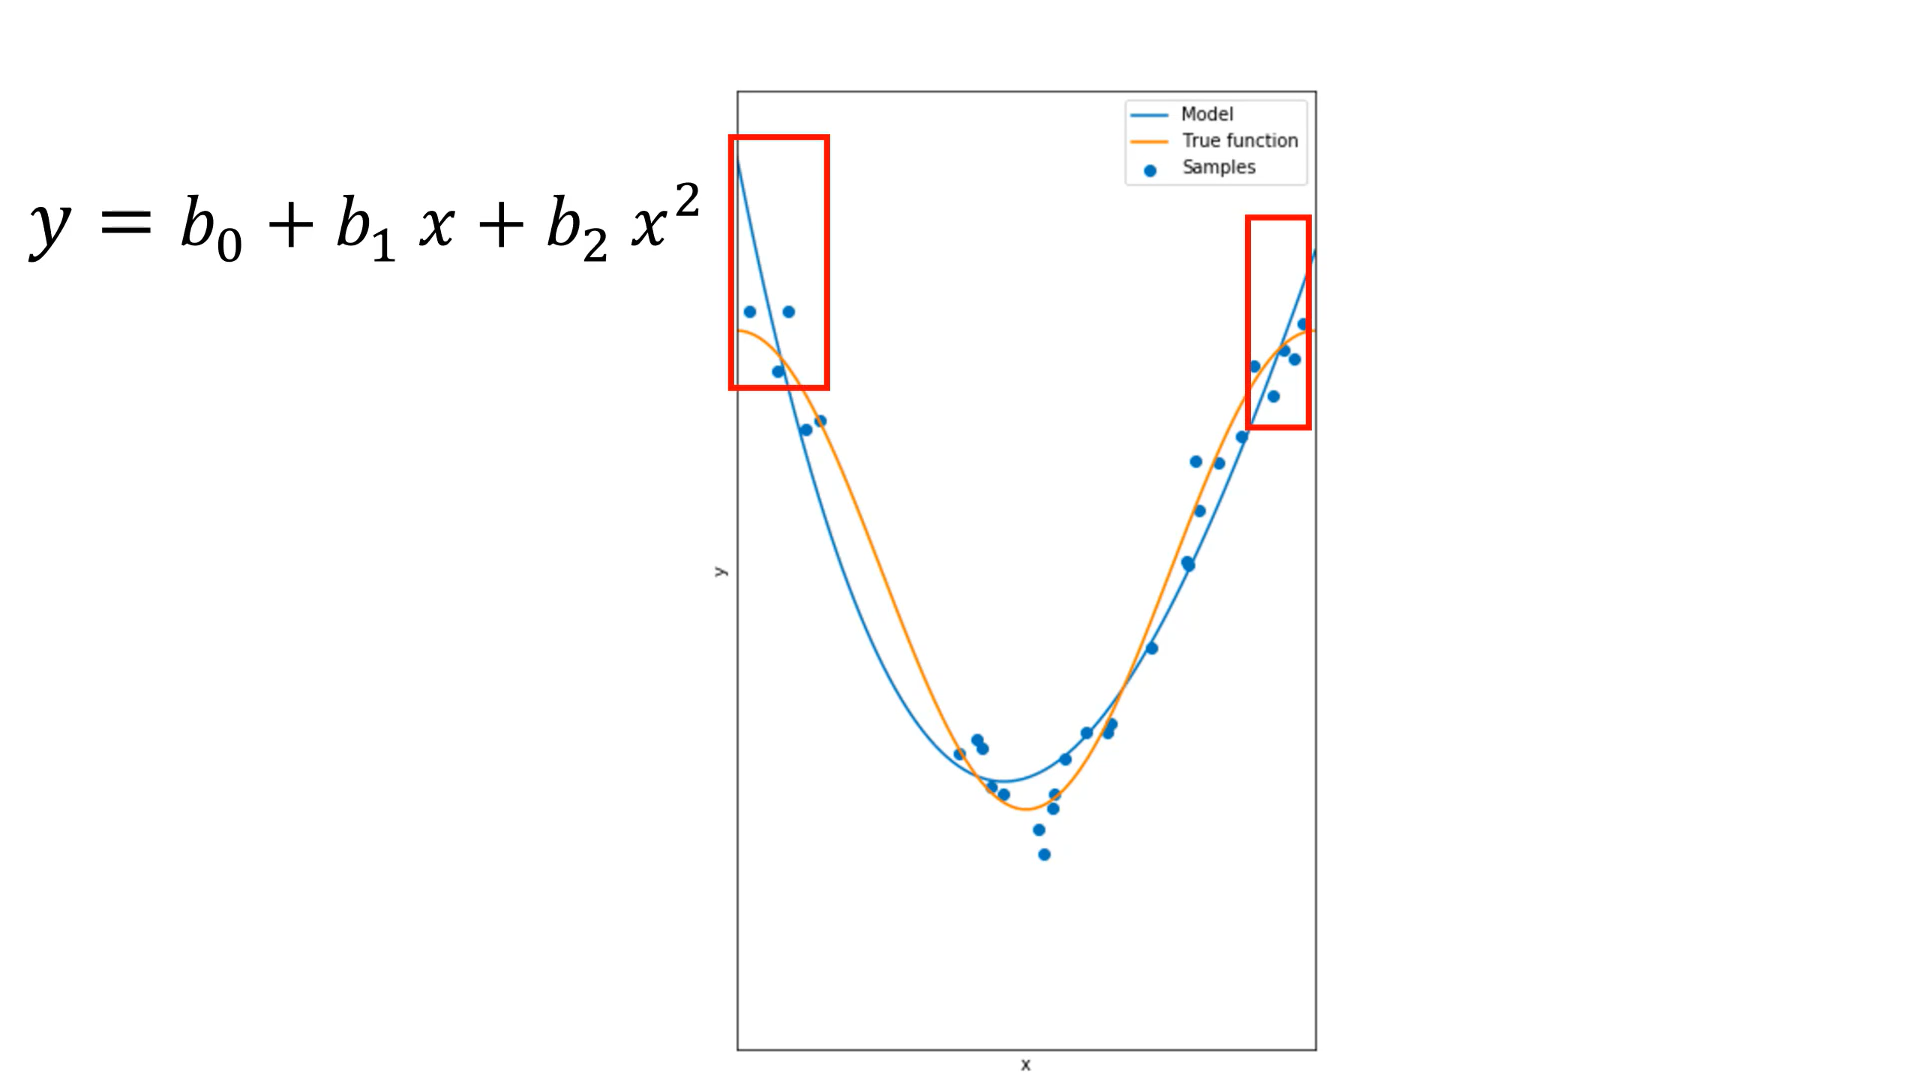 y = b₀ + b₁ x + b₂ x²
Model
True function
Samples
y
x